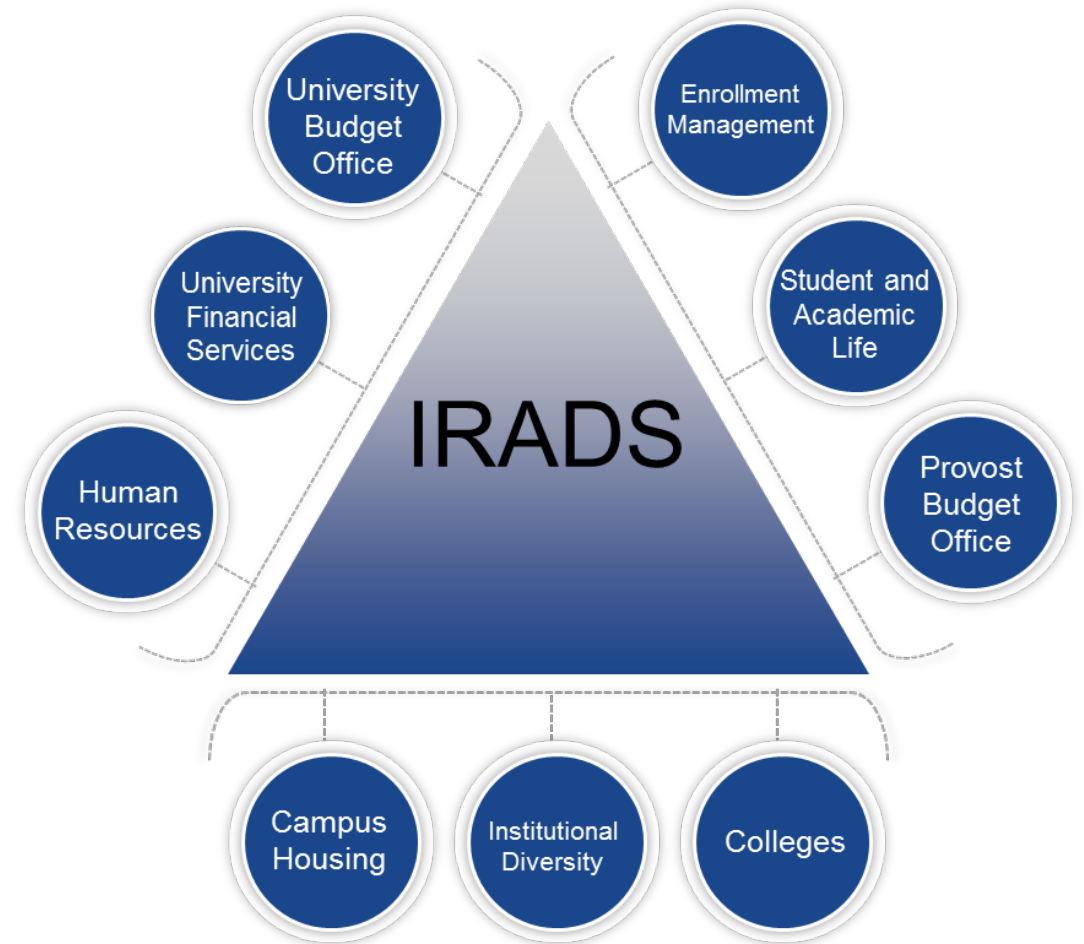 University
Budget
Office
Enrollment
Management
University
Financial
Services
Student and
Academic
Life
IRADS
Human
Resources
Provost
Budget
Office
Campus
Housing
Institutional
Diversity
Colleges